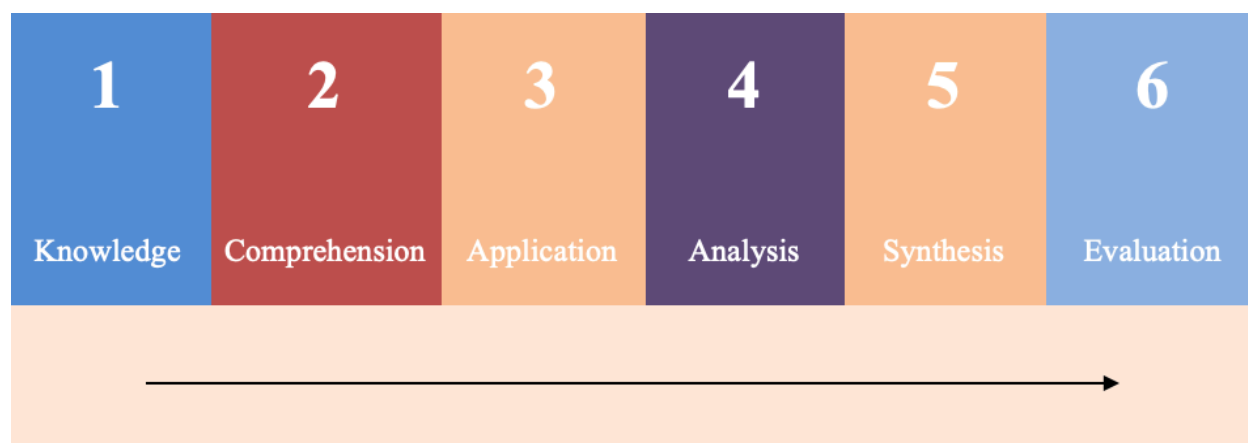 1 2 3 4 5 6
Knowledge Comprehension Application Analysis Synthesis Evaluation